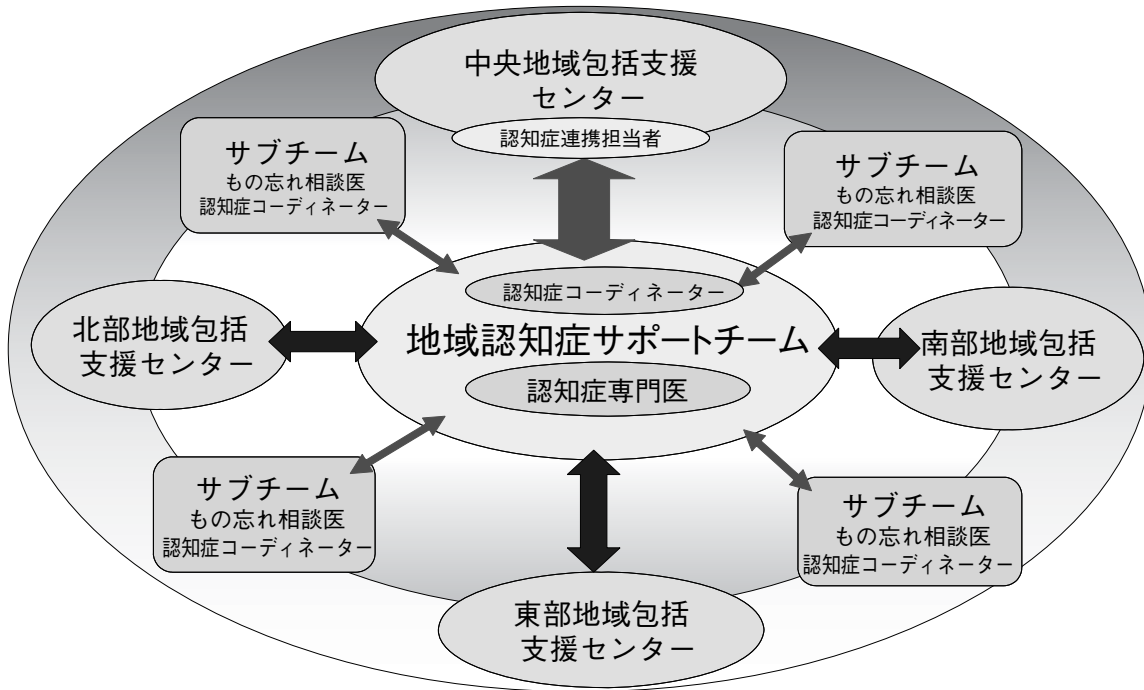 中央地域包括支援
センター
認知症連携担当者
サブチーム
もの忘れ相談医
認知症コーディネーター
サブチーム
もの忘れ相談医
認知症コーディネーター
認知症コーディネーター
地域認知症サポートチーム
認知症専門医
北部地域包括
支援センター
南部地域包括
支援センター
サブチーム
もの忘れ相談医
認知症コーディネーター
サブチーム
もの忘れ相談医
認知症コーディネーター
東部地域包括
支援センター